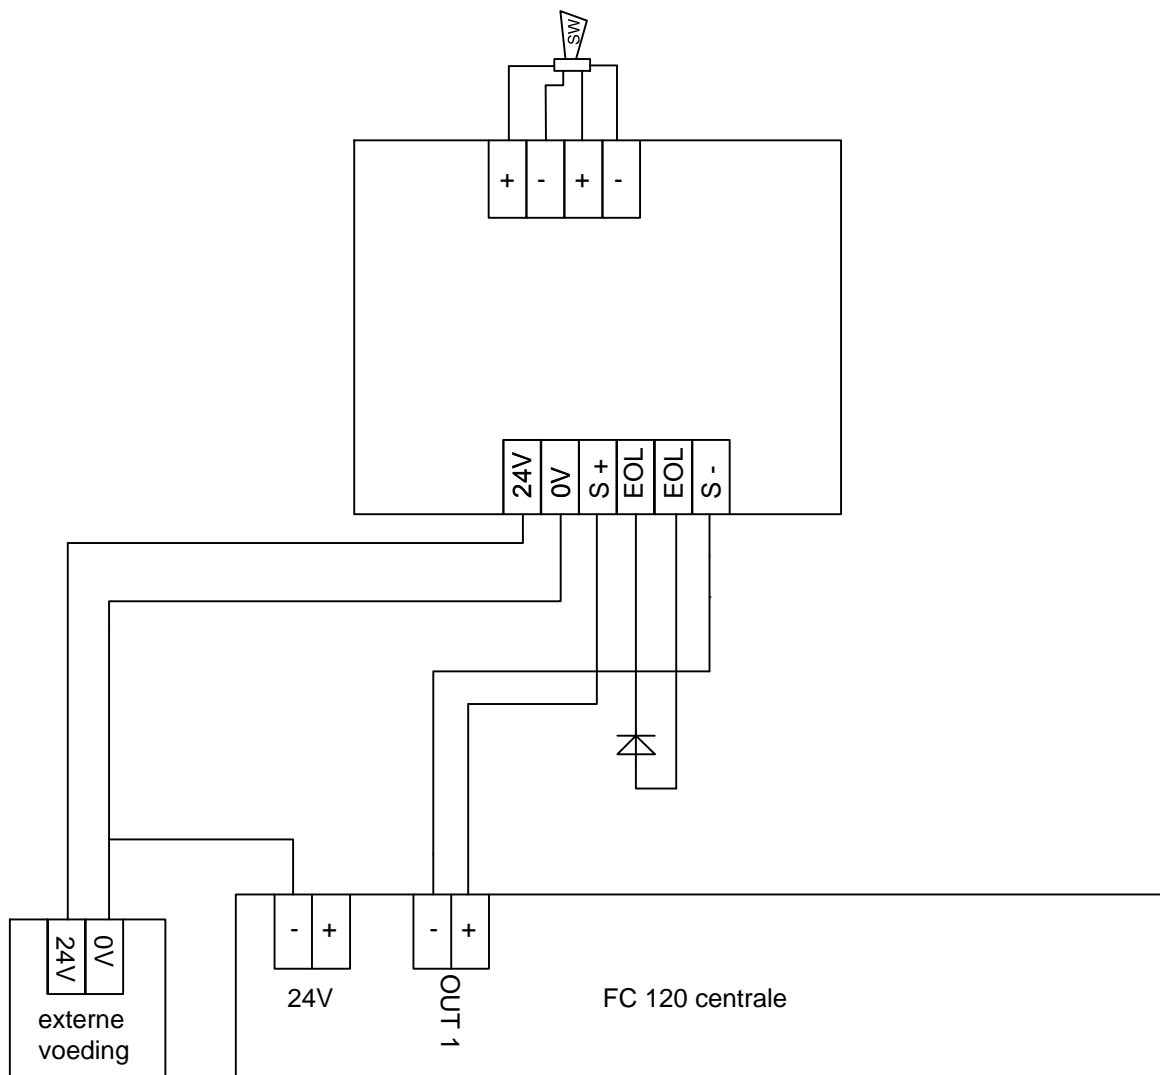 SW
+ - + -
24V 0V S + EOL EOL S -
24V 0V
- +
- +
externe
voeding
24V
OUT 1
FC 120 centrale